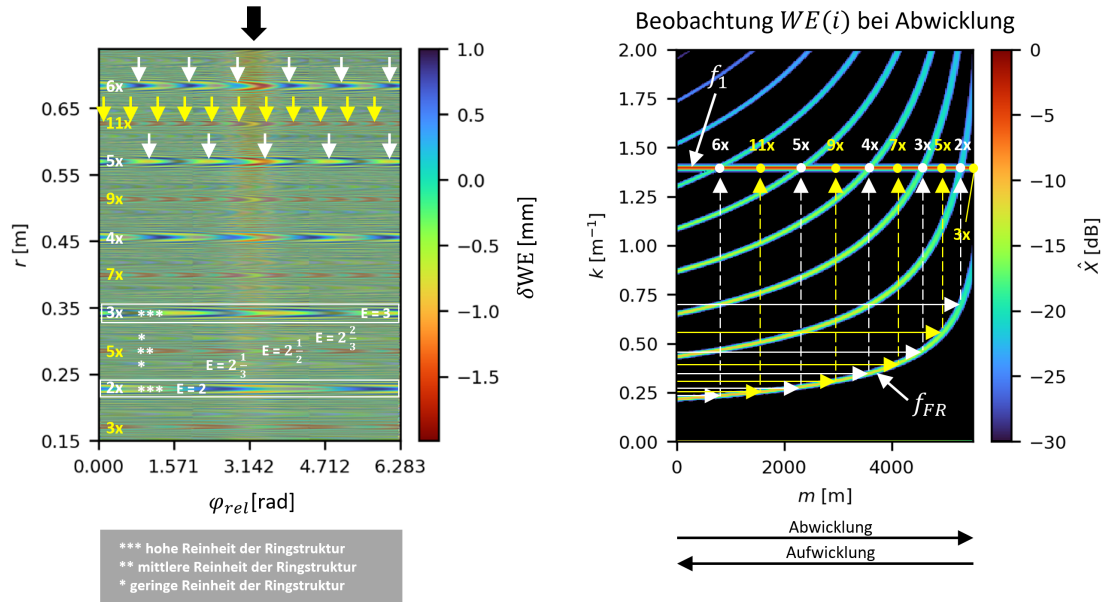 Beobachtung WE(i) bei Abwicklung
6x
11x
5x
9x
4x
7x
3x *** E = 3
*
E = 2 2/3
5x ** E = 2 1/2
* E = 2 1/3
2x *** E = 2
3x
0.65
0.55
0.45
0.35
0.25
0.15
r [m]
0.000 1.571 3.142 4.712 6.283
φrel[rad]
1.0
0.5
0.0
−0.5
−1.0
−1.5
δWE [mm]
*** hohe Reinheit der Ringstruktur
** mittlere Reinheit der Ringstruktur
* geringe Reinheit der Ringstruktur
2.00
1.75
1.50
1.25
1.00
0.75
0.50
0.25
0.00
k [m⁻¹]
f₁
6x 11x 5x 9x 4x 7x 3x 5x 2x
3x
fFR
0 2000 4000
m [m]
0
−5
−10
−15
−20
−25
−30
X̂ [dB]
Abwicklung
Aufwicklung